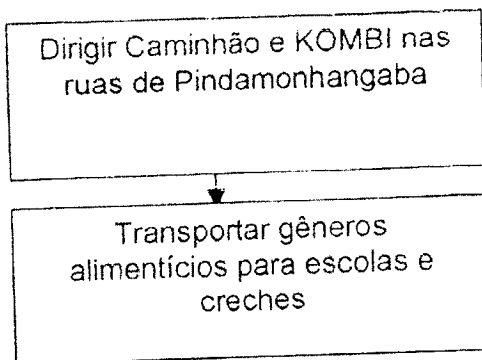 Dirigir Caminhão e KOMBI nas
ruas de Pindamonhangaba
Transportar gêneros
alimentícios para escolas e
creches